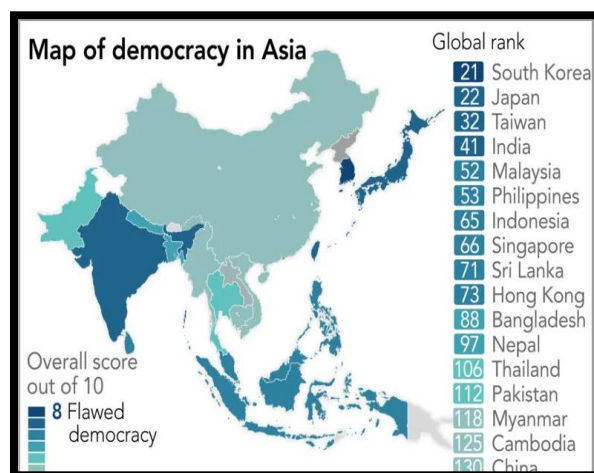 Map of democracy in Asia
Global rank
21 South Korea
22 Japan
32 Taiwan
41 India
52 Malaysia
53 Philippines
65 Indonesia
66 Singapore
71 Sri Lanka
73 Hong Kong
88 Bangladesh
97 Nepal
106 Thailand
112 Pakistan
118 Myanmar
125 Cambodia
130 China
Overall score
out of 10
8 Flawed
democracy